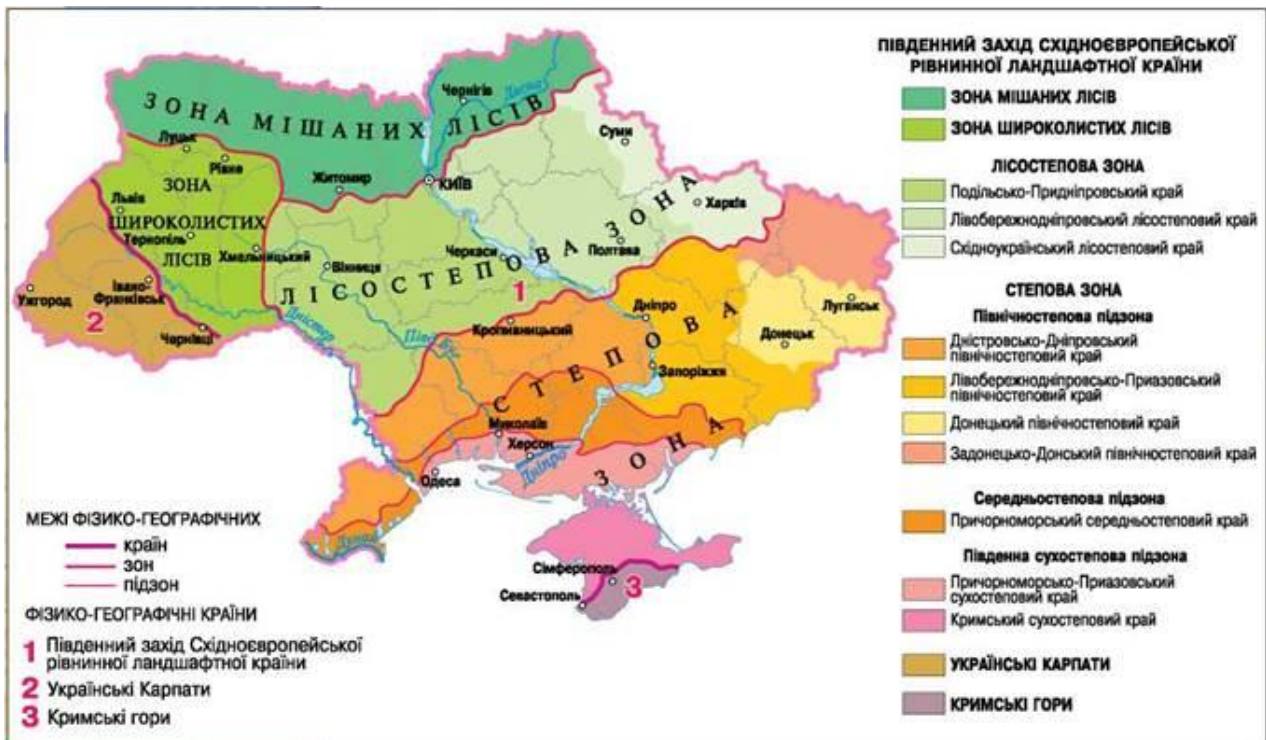 ЗОНА МІШАНИХ ЛІСІВ
Чернігів
Десна
Луцьк
Рівне
Житомир
КИЇВ
Суми
ЗОНА
ШИРОКОЛИСТИХ
ЛІСІВ
Львів
Тернопіль
Хмельницький
Вінниця
Черкаси
Полтава
Харків
ЛІСОСТЕПОВА ЗОНА
1
Ужгород
Івано-
Франківськ
2
Чернівці
Дністер
Кропивницький
Дніпро
Донецьк
Луганськ
Запоріжжя
СТЕПОВА
ЗОНА
Миколаїв
Херсон
Дніпро
Одеса
Дунай
Сімферополь
Севастополь
3
МЕЖІ ФІЗИКО-ГЕОГРАФІЧНИХ
країн
зон
підзон
ФІЗИКО-ГЕОГРАФІЧНІ КРАЇНИ
1 Південний захід Східноєвропейської
рівнинної ландшафтної країни
2 Українські Карпати
3 Кримські гори
ПІВДЕННИЙ ЗАХІД СХІДНОЄВРОПЕЙСЬКОЇ
РІВНИННОЇ ЛАНДШАФТНОЇ КРАЇНИ
ЗОНА МІШАНИХ ЛІСІВ
ЗОНА ШИРОКОЛИСТИХ ЛІСІВ
ЛІСОСТЕПОВА ЗОНА
Подільсько-Придніпровський край
Лівобережнодніпровський лісостеповий край
Східноукраїнський лісостеповий край
СТЕПОВА ЗОНА
Північностепова підзона
Дністровсько-Дніпровський
північностеповий край
Лівобережнодніпровсько-Приазовський
північностеповий край
Донецький північностеповий край
Задонецько-Донський північностеповий край
Середньостепова підзона
Причорноморський середньостеповий край
Південна сухостепова підзона
Причорноморсько-Приазовський
сухостеповий край
Кримський сухостеповий край
УКРАЇНСЬКІ КАРПАТИ
КРИМСЬКІ ГОРИ